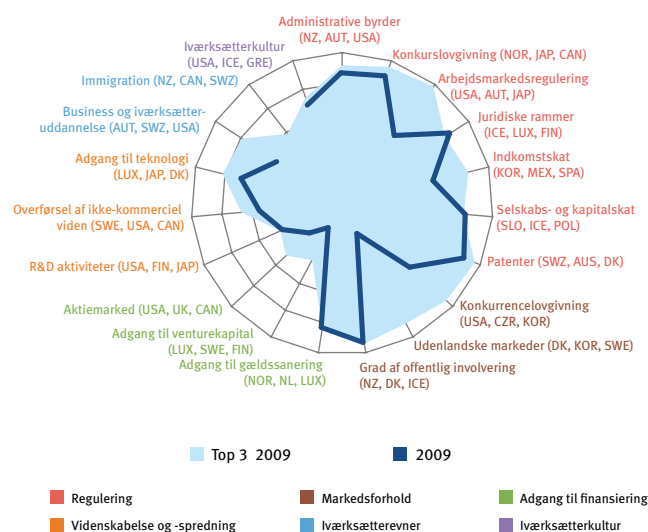 Administrative byrder
(NZ, AUT, USA)
Konkurslovgivning (NOR, JAP, CAN)
Arbejdsmarkedsregulering
(USA, AUT, JAP)
Juridiske rammer
(ICE, LUX, FIN)
Indkomstskat
(KOR, MEX, SPA)
Selskabs- og kapitalskat
(SLO, ICE, POL)
Patenter (SWZ, AUS, DK)
Konkurrencelovgivning
(USA, CZR, KOR)
Udenlandske markeder (DK, KOR, SWE)
Grad af offentlig involvering
(NZ, DK, ICE)
Adgang til gældssanering
(NOR, NL, LUX)
Adgang til venturekapital
(LUX, SWE, FIN)
Aktiemarked (USA, UK, CAN)
R&D aktiviteter (USA, FIN, JAP)
Overførsel af ikke-kommerciel
viden (SWE, USA, CAN)
Adgang til teknologi
(LUX, JAP, DK)
Business og iværksætter-
uddannelse (AUT, SWZ, USA)
Immigration (NZ, CAN, SWZ)
Iværksætterkultur
(USA, ICE, GRE)
Top 3 2009
2009
Regulering
Markedsforhold
Adgang til finansiering
Videnskabelse og -spredning
Iværksætterevner
Iværksætterkultur